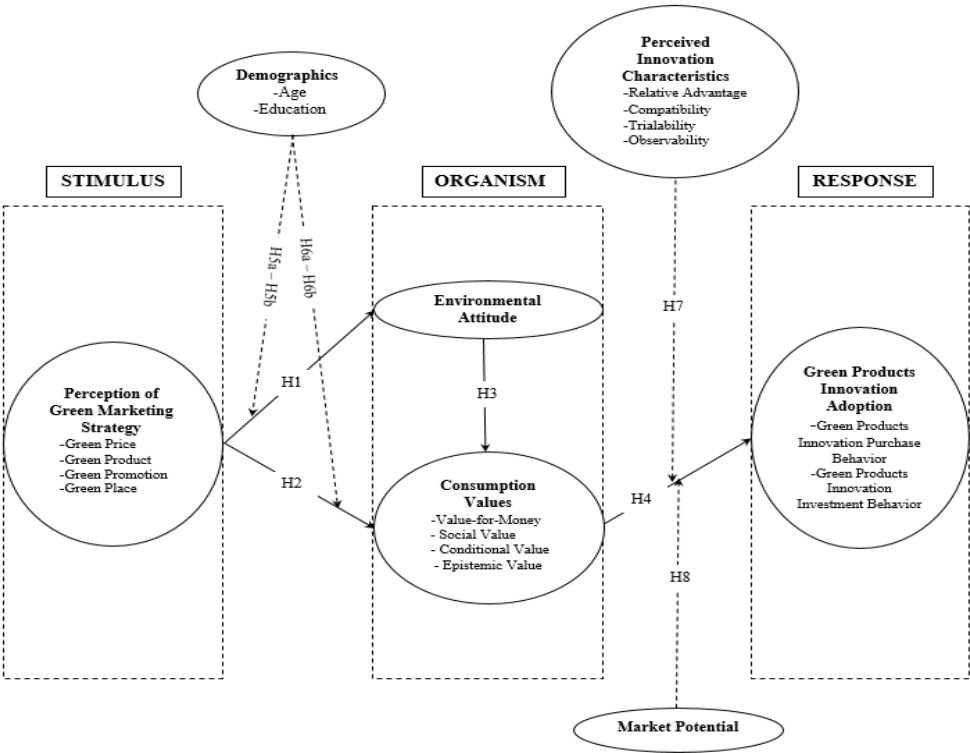 Demographics
-Age
-Education
Perceived
Innovation
Characteristics
-Relative Advantage
-Compatibility
-Trialability
-Observability
STIMULUS
ORGANISM
RESPONSE
H5a – H5b
H6a – H6b
Environmental
Attitude
H7
H1
H3
Perception of
Green Marketing
Strategy
-Green Price
-Green Product
-Green Promotion
-Green Place
Green Products
Innovation
Adoption
-Green Products
Innovation Purchase
Behavior
-Green Products
Innovation
Investment Behavior
H2
Consumption
Values
-Value-for-Money
- Social Value
- Conditional Value
- Epistemic Value
H4
H8
Market Potential